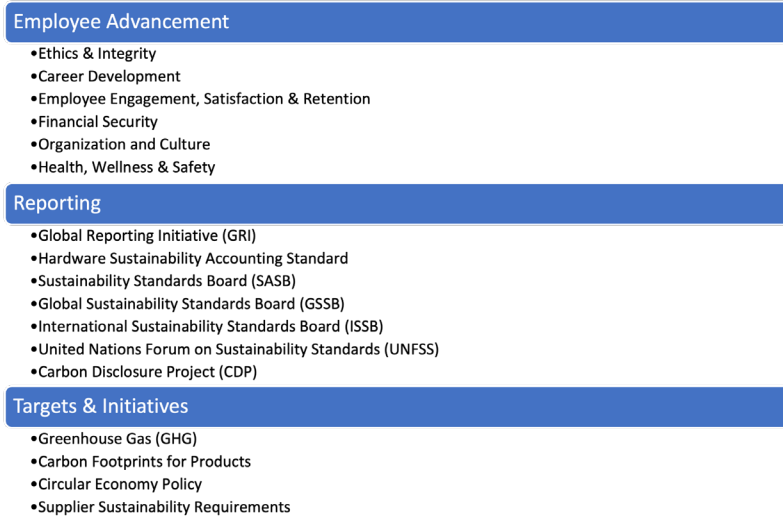 Employee Advancement
•Ethics & Integrity
•Career Development
•Employee Engagement, Satisfaction & Retention
•Financial Security
•Organization and Culture
•Health, Wellness & Safety
Reporting
•Global Reporting Initiative (GRI)
•Hardware Sustainability Accounting Standard
•Sustainability Standards Board (SASB)
•Global Sustainability Standards Board (GSSB)
•International Sustainability Standards Board (ISSB)
•United Nations Forum on Sustainability Standards (UNFSS)
•Carbon Disclosure Project (CDP)
Targets & Initiatives
•Greenhouse Gas (GHG)
•Carbon Footprints for Products
•Circular Economy Policy
•Supplier Sustainability Requirements